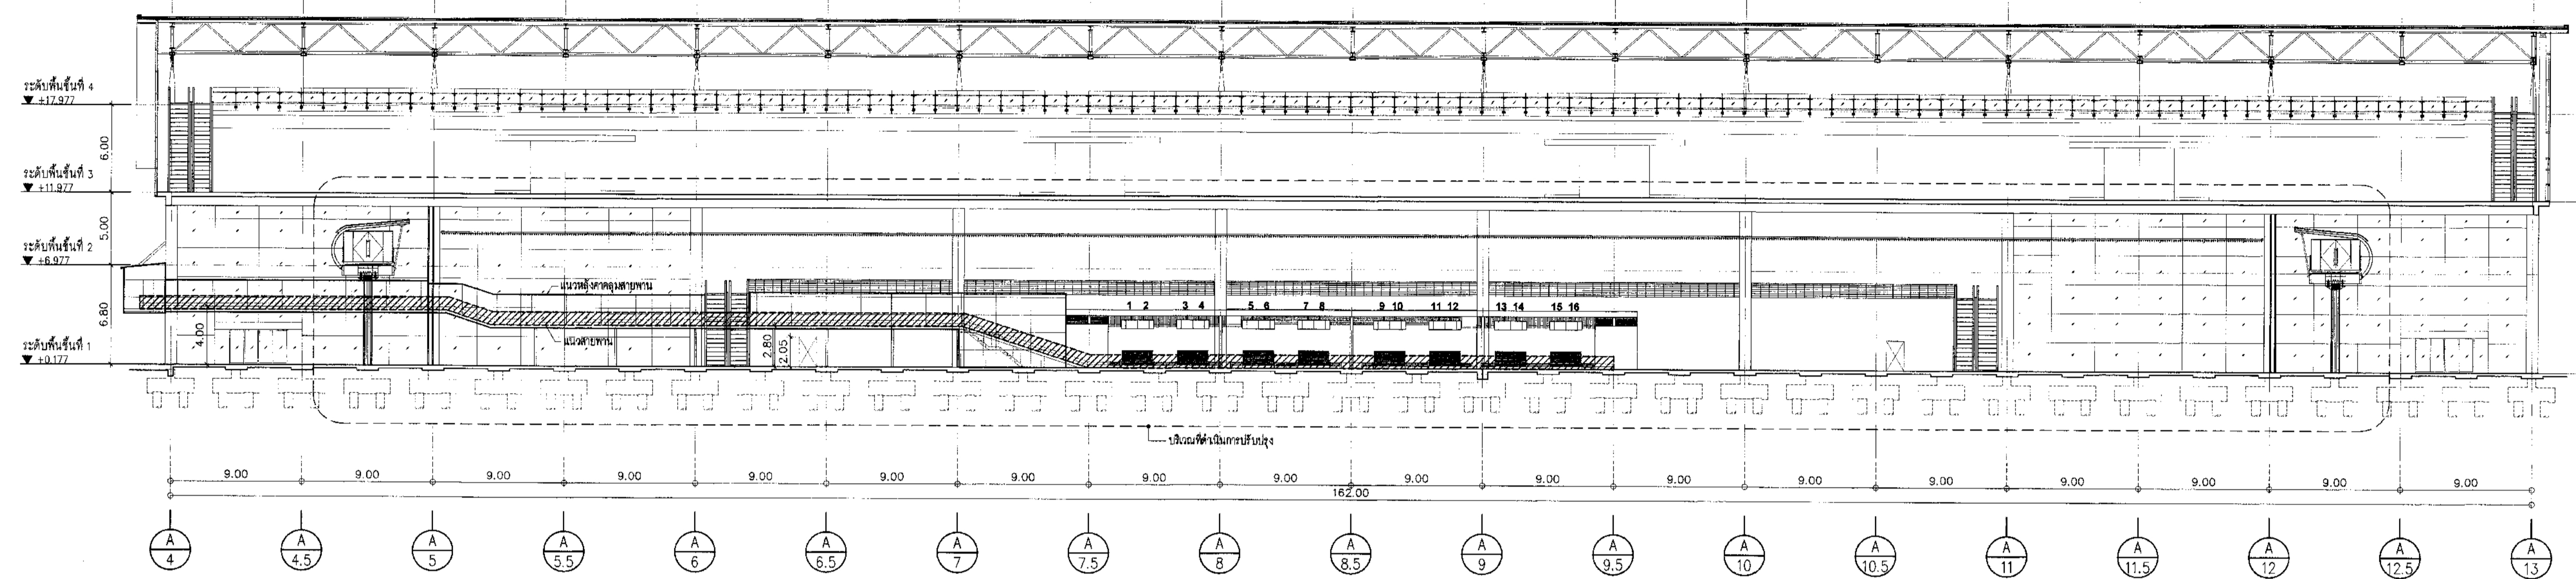 ระดับพื้นชั้นที่ 4
+17.977
6.00
ระดับพื้นชั้นที่ 3
+11.977
5.00
ระดับพื้นชั้นที่ 2
+6.977
6.80
ระดับพื้นชั้นที่ 1
+0.177
4.00
แนวหลังคาคลุมสายพาน
แนวสายพาน
2.80
2.05
1 2 3 4 5 6 7 8 9 10 11 12 13 14 15 16
บริเวณที่ดำเนินการปรับปรุง
9.00 9.00 9.00 9.00 9.00 9.00 9.00 9.00 9.00 9.00 9.00 9.00 9.00 9.00 9.00 9.00 9.00 9.00
162.00
A A A A A A A A A A A A A A A A A A A
4 4.5 5 5.5 6 6.5 7 7.5 8 8.5 9 9.5 10 10.5 11 11.5 12 12.5 13